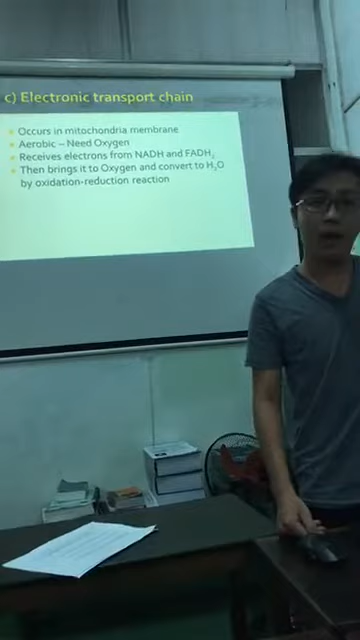 c) Electronic transport chain
Occurs in mitochondria membrane
Aerobic – Need Oxygen
Receives electrons from NADH and FADH₂
Then brings it to Oxygen and convert to H₂O
by oxidation-reduction reaction